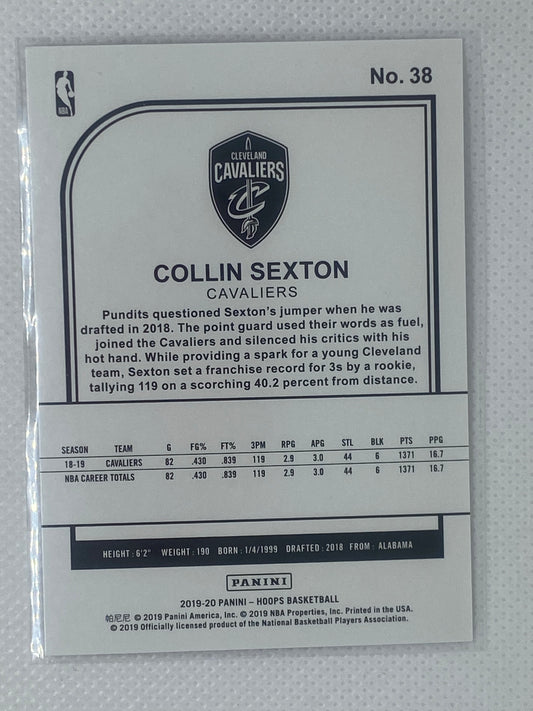 No. 38
NBA
CLEVELAND
CAVALIERS
C
COLLIN SEXTON
CAVALIERS
Pundits questioned Sexton's jumper when he was
drafted in 2018. The point guard used their words as fuel,
joined the Cavaliers and silenced his critics with his
hot hand. While providing a spark for a young Cleveland
team, Sexton set a franchise record for 3s by a rookie,
tallying 119 on a scorching 40.2 percent from distance.
SEASON TEAM G FG% FT% 3PM RPG APG STL BLK PTS PPG
18-19 CAVALIERS 82 .430 .839 119 2.9 3.0 44 6 1371 16.7
NBA CAREER TOTALS 82 .430 .839 119 2.9 3.0 44 6 1371 16.7
HEIGHT: 6'2" WEIGHT: 190 BORN: 1/4/1999 DRAFTED: 2018 FROM: ALABAMA
PANINI
2019-20 PANINI – HOOPS BASKETBALL
帕尼尼 © 2019 Panini America, Inc. © 2019 NBA Properties, Inc. Printed in the USA.
© 2019 Officially licensed product of the National Basketball Players Association.